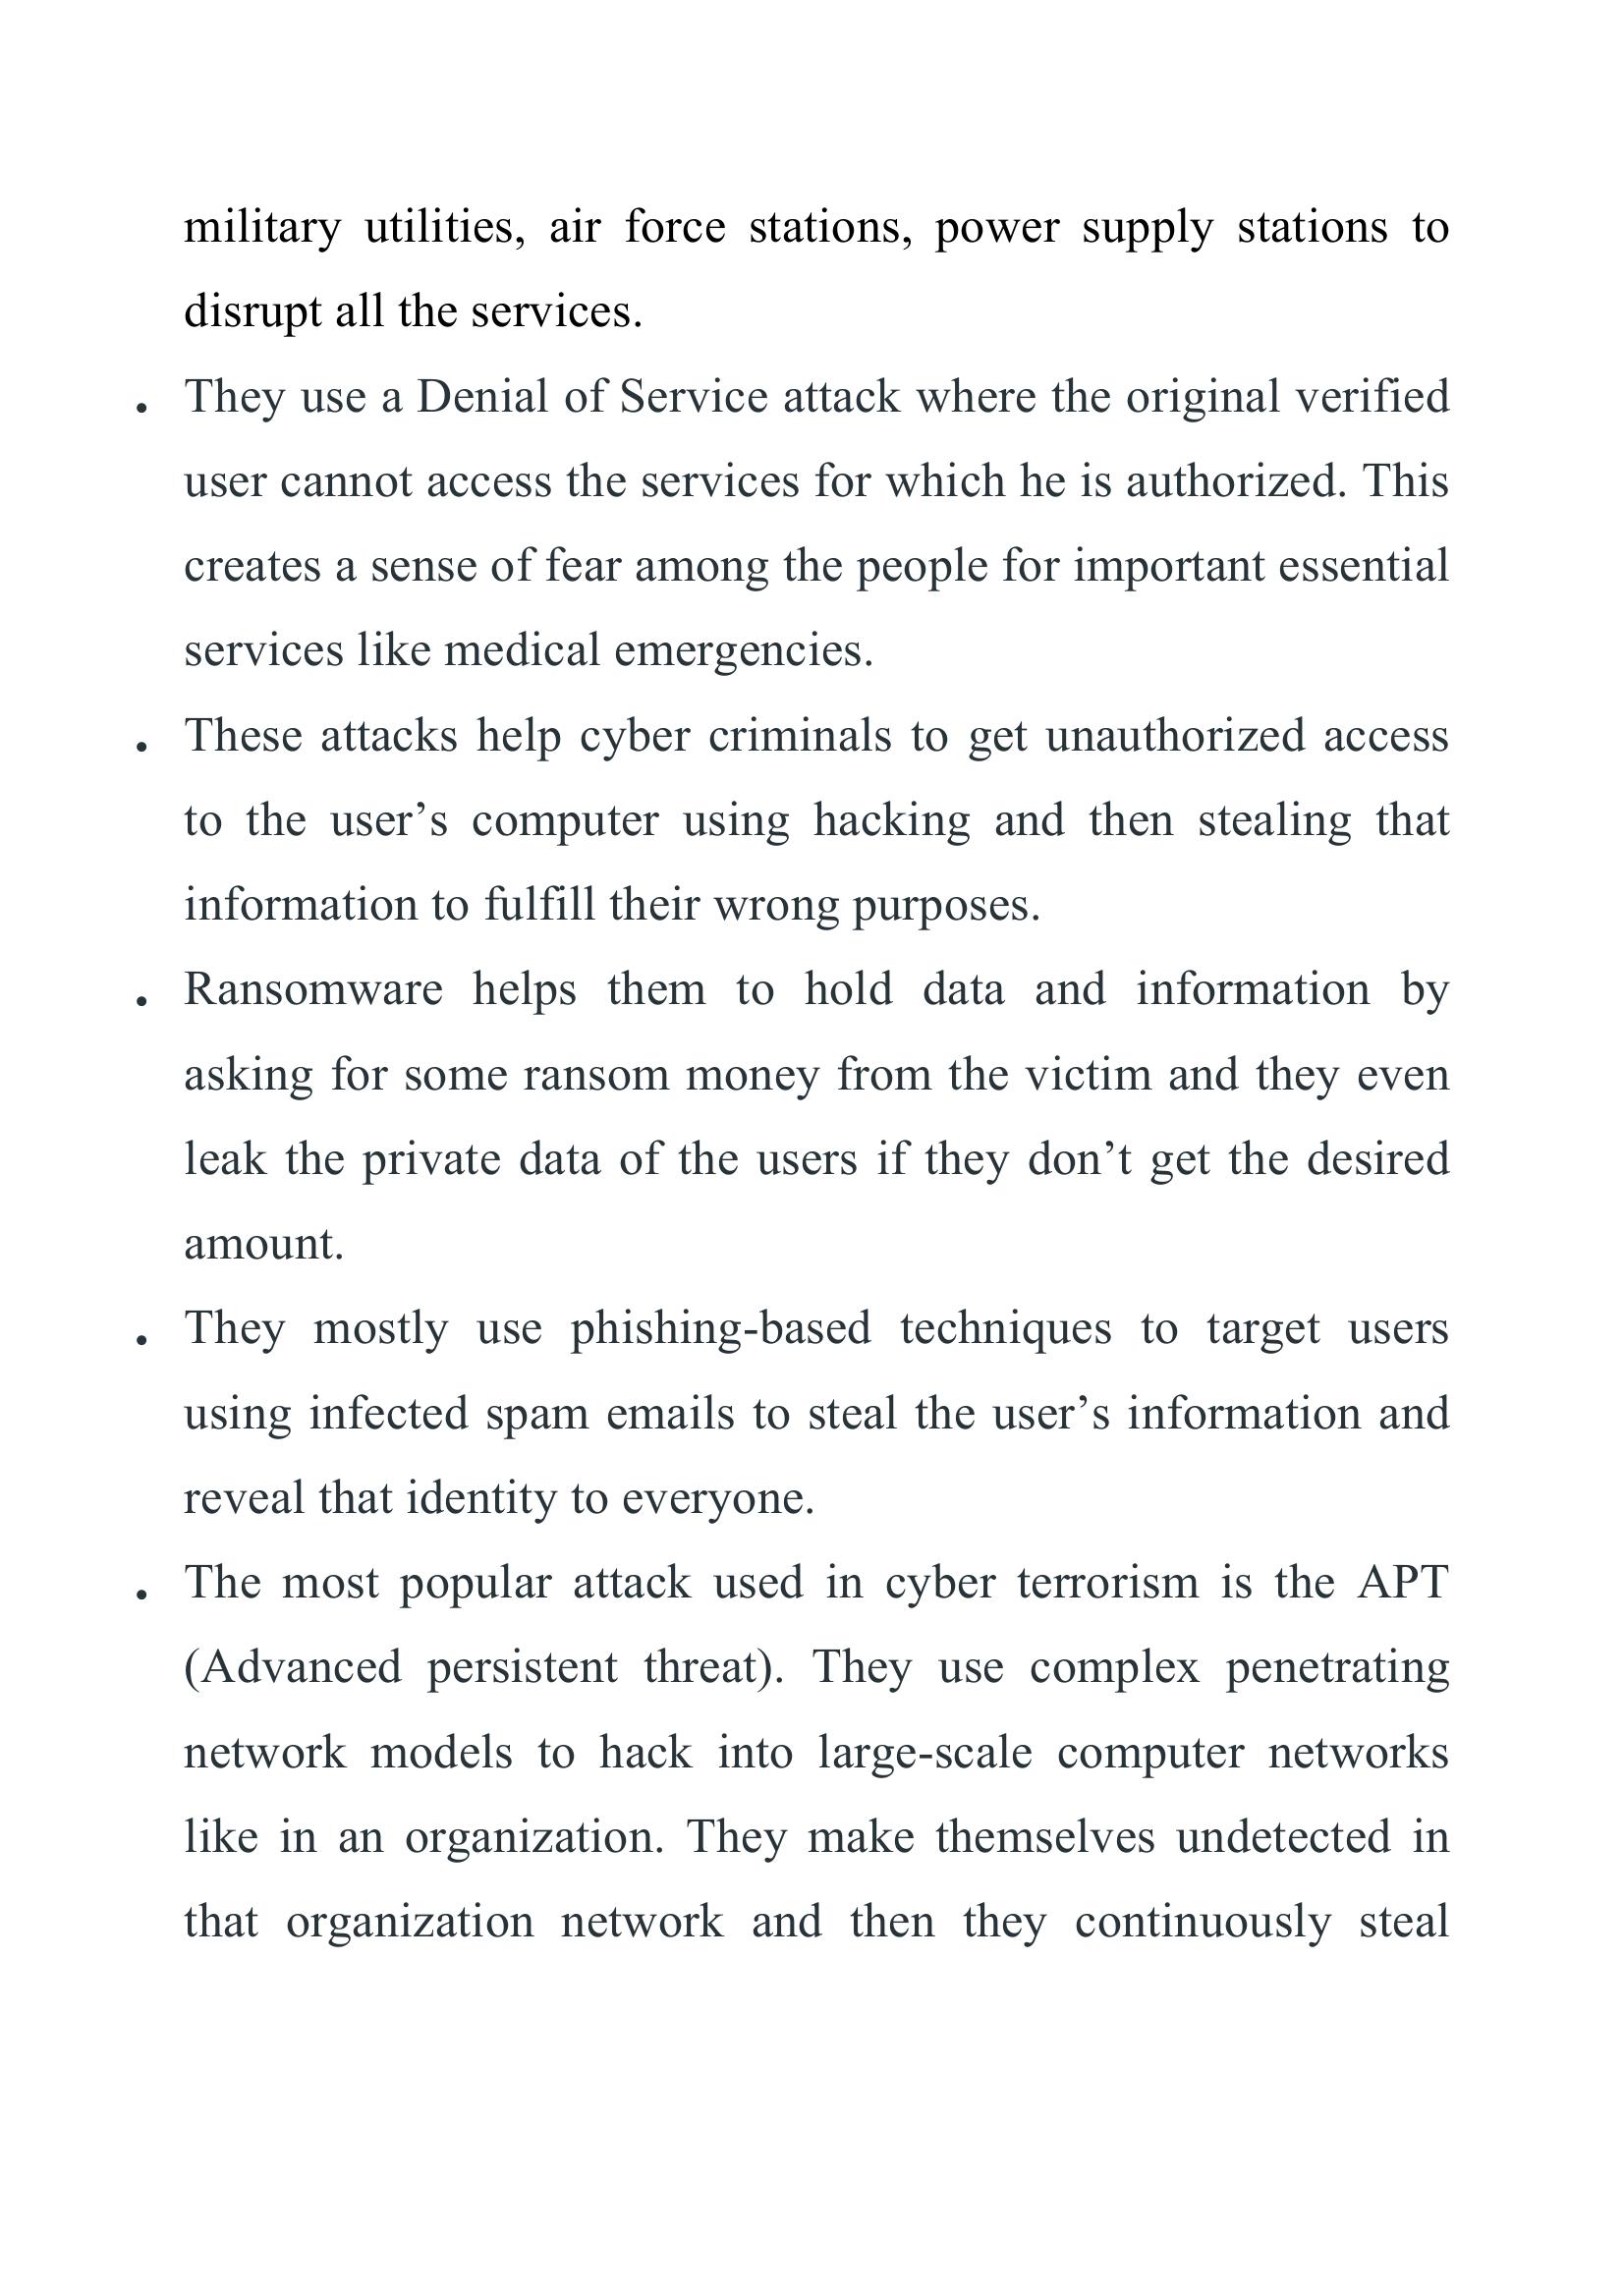 military utilities, air force stations, power supply stations to
disrupt all the services.
• They use a Denial of Service attack where the original verified
user cannot access the services for which he is authorized. This
creates a sense of fear among the people for important essential
services like medical emergencies.
• These attacks help cyber criminals to get unauthorized access
to the user’s computer using hacking and then stealing that
information to fulfill their wrong purposes.
• Ransomware helps them to hold data and information by
asking for some ransom money from the victim and they even
leak the private data of the users if they don’t get the desired
amount.
• They mostly use phishing-based techniques to target users
using infected spam emails to steal the user’s information and
reveal that identity to everyone.
• The most popular attack used in cyber terrorism is the APT
(Advanced persistent threat). They use complex penetrating
network models to hack into large-scale computer networks
like in an organization. They make themselves undetected in
that organization network and then they continuously steal